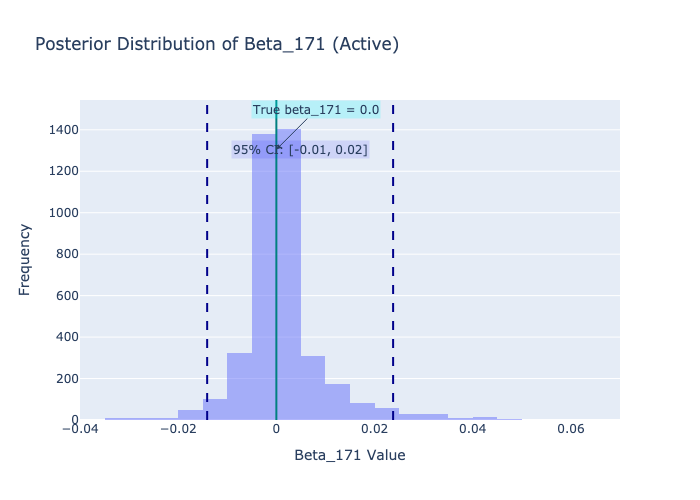 Posterior Distribution of Beta_171 (Active)
True beta_171 = 0.0
95% CI: [-0.01, 0.02]
1400
1200
1000
800
600
400
200
0
Frequency
−0.04
−0.02
0
0.02
0.04
0.06
Beta_171 Value